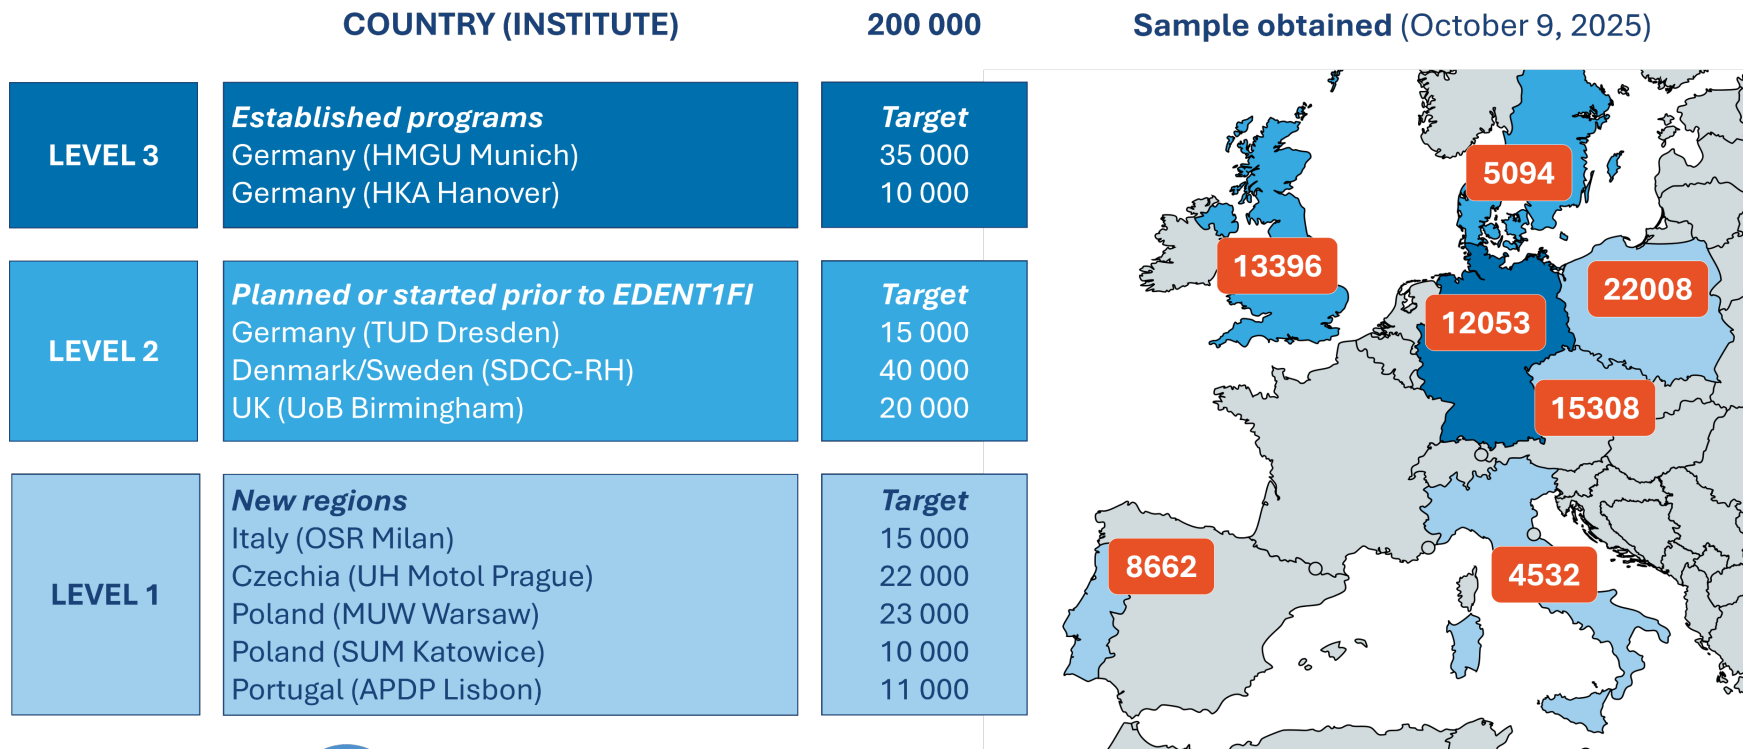 COUNTRY (INSTITUTE)
200 000
Sample obtained (October 9, 2025)
LEVEL 3
Established programs
Target
Germany (HMGU Munich)
35 000
Germany (HKA Hanover)
10 000
LEVEL 2
Planned or started prior to EDENT1FI
Target
Germany (TUD Dresden)
15 000
Denmark/Sweden (SDCC-RH)
40 000
UK (UoB Birmingham)
20 000
LEVEL 1
New regions
Target
Italy (OSR Milan)
15 000
Czechia (UH Motol Prague)
22 000
Poland (MUW Warsaw)
23 000
Poland (SUM Katowice)
10 000
Portugal (APDP Lisbon)
11 000
5094
13396
22008
12053
15308
8662
4532